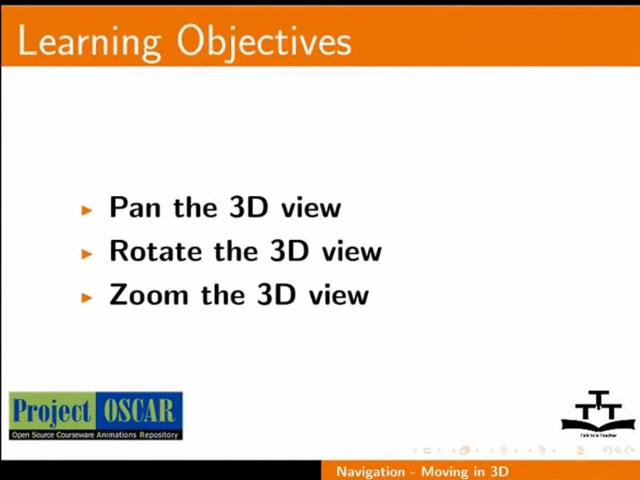 Learning Objectives
Pan the 3D view
Rotate the 3D view
Zoom the 3D view
Project OSCAR
Open Source Courseware Animations Repository
TTT
Talk to a Teacher
Navigation - Moving in 3D